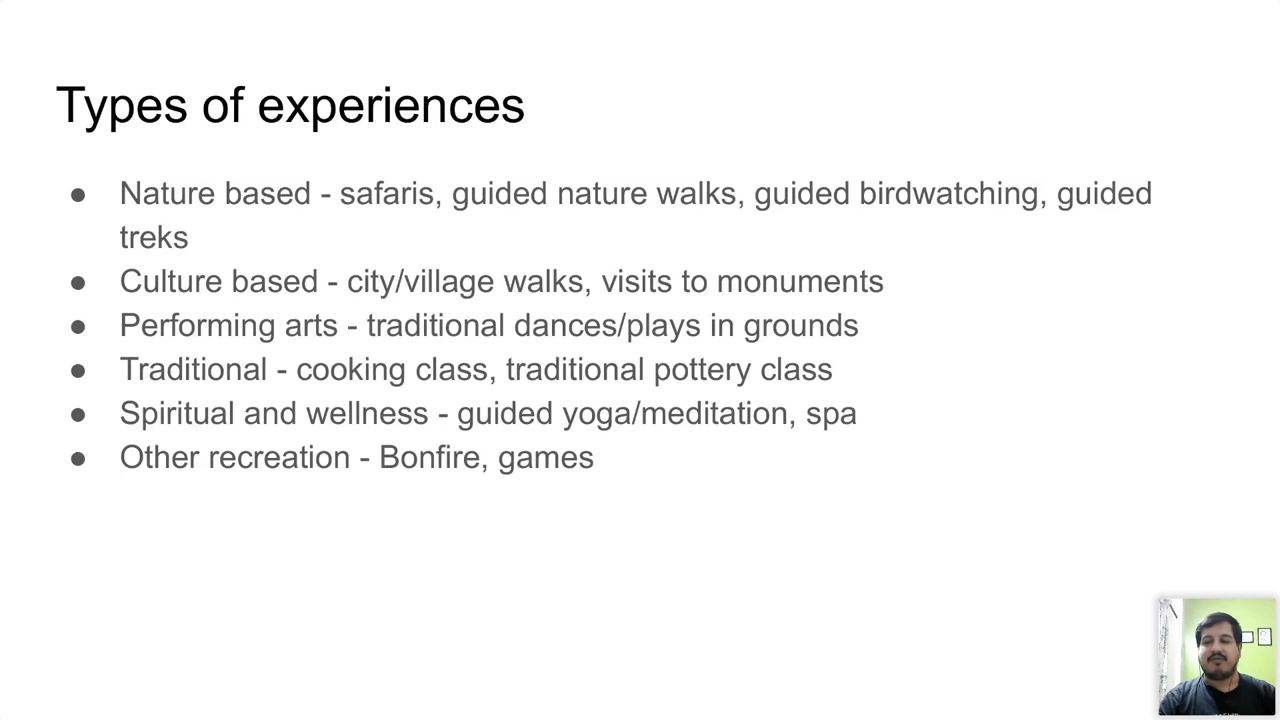 Types of experiences
● Nature based - safaris, guided nature walks, guided birdwatching, guided
treks
● Culture based - city/village walks, visits to monuments
● Performing arts - traditional dances/plays in grounds
● Traditional - cooking class, traditional pottery class
● Spiritual and wellness - guided yoga/meditation, spa
● Other recreation - Bonfire, games